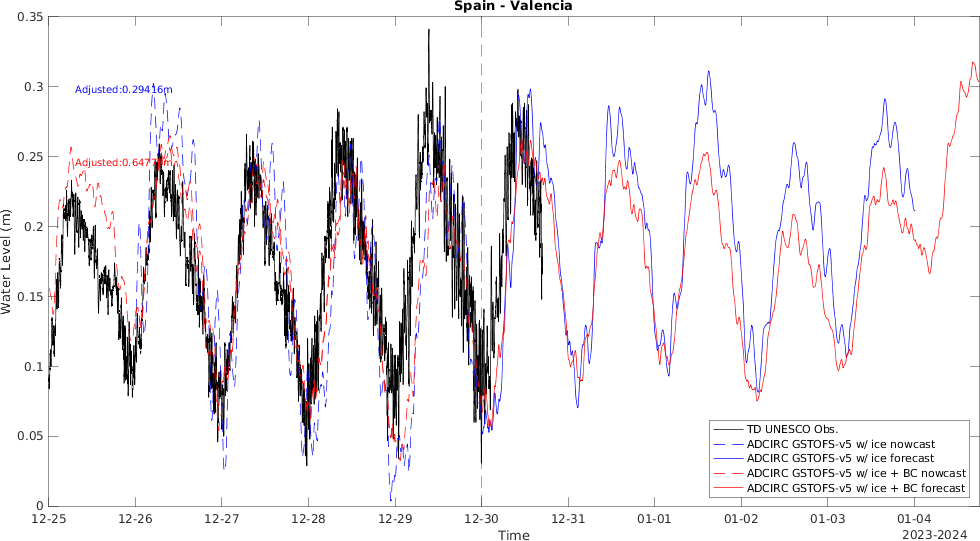 Spain - Valencia
0.35
0.3
0.25
0.2
0.15
0.1
0.05
0
Water Level (m)
Adjusted:0.29416m
Adjusted:
TD UNESCO Obs.
ADCIRC GSTOFS-v5 w/ ice nowcast
ADCIRC GSTOFS-v5 w/ ice forecast
ADCIRC GSTOFS-v5 w/ ice + BC nowcast
ADCIRC GSTOFS-v5 w/ ice + BC forecast
12-25 12-26 12-27 12-28 12-29 12-30 12-31 01-01 01-02 01-03 01-04
Time
2023-2024